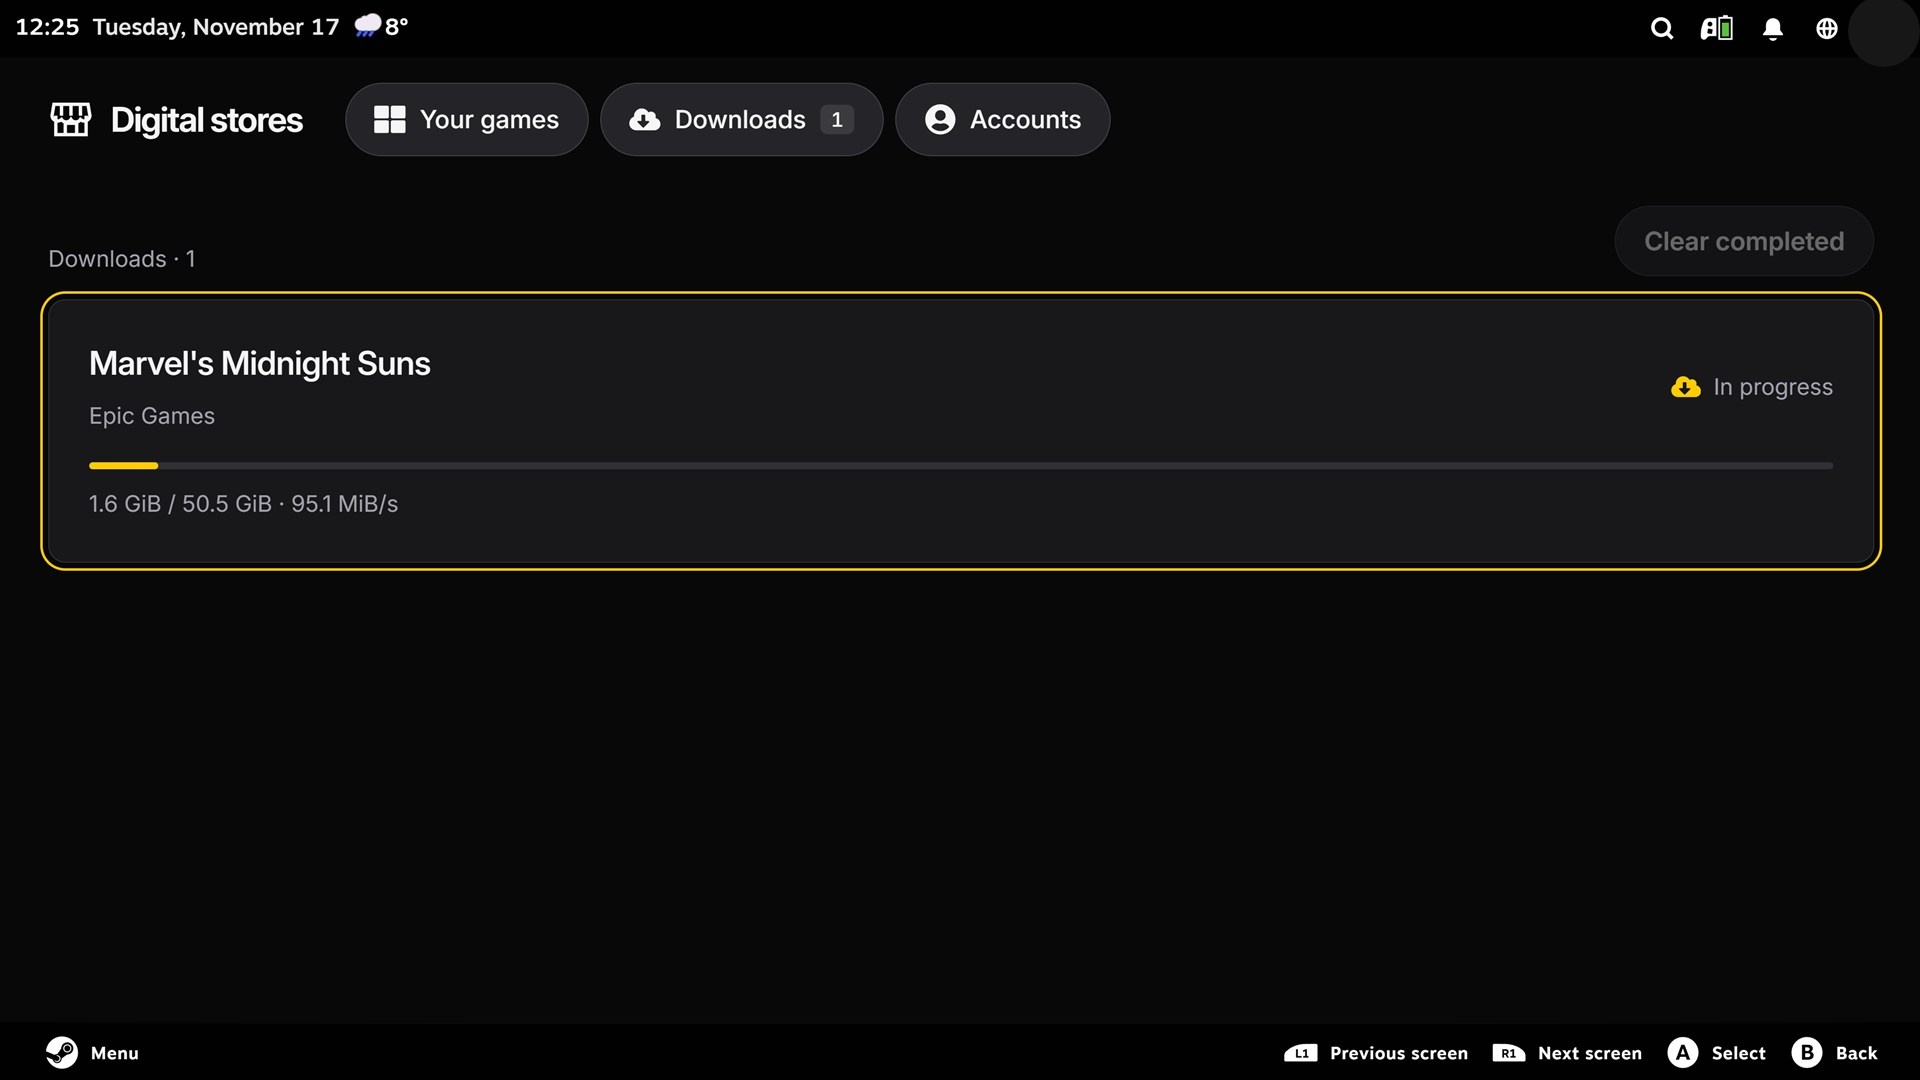 12:25 Tuesday, November 17 8°
Digital stores
Your games
Downloads 1
Accounts
Downloads · 1
Clear completed
Marvel's Midnight Suns
Epic Games
In progress
1.6 GiB / 50.5 GiB · 95.1 MiB/s
Menu
L1 Previous screen
R1 Next screen
A Select
B Back